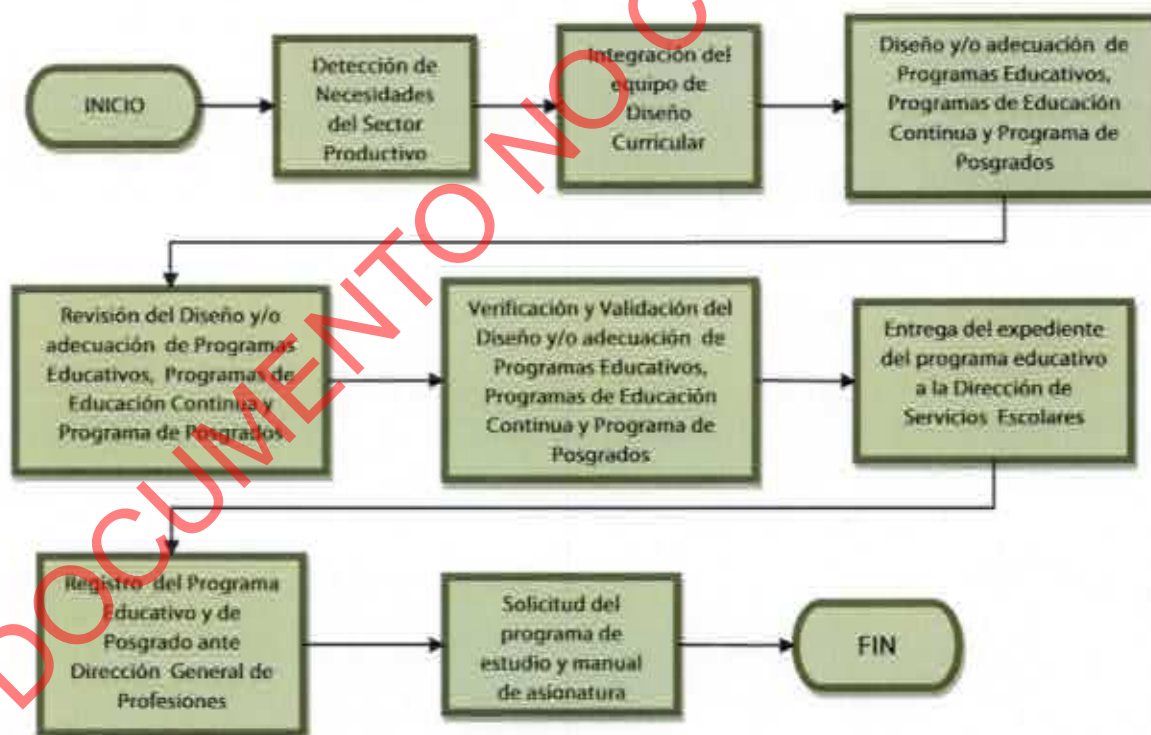 INICIO
Detección de
Necesidades
del Sector
Productivo
Integración del
equipo de
Diseño
Curricular
Diseño y/o adecuación de
Programas Educativos,
Programas de Educación
Continua y Programa de
Posgrados
Revisión del Diseño y/o
adecuación de Programas
Educativos, Programas de
Educación Continua y
Programa de Posgrados
Verificación y Validación del
Diseño y/o adecuación de
Programas Educativos,
Programas de Educación
Continua y Programa de
Posgrados
Entrega del expediente
del programa educativo
a la Dirección de
Servicios Escolares
Registro del Programa
Educativo y de
Posgrado ante
Dirección General de
Profesiones
Solicitud del
programa de
estudio y manual
de asignatura
FIN
DOCUMENTO NO C